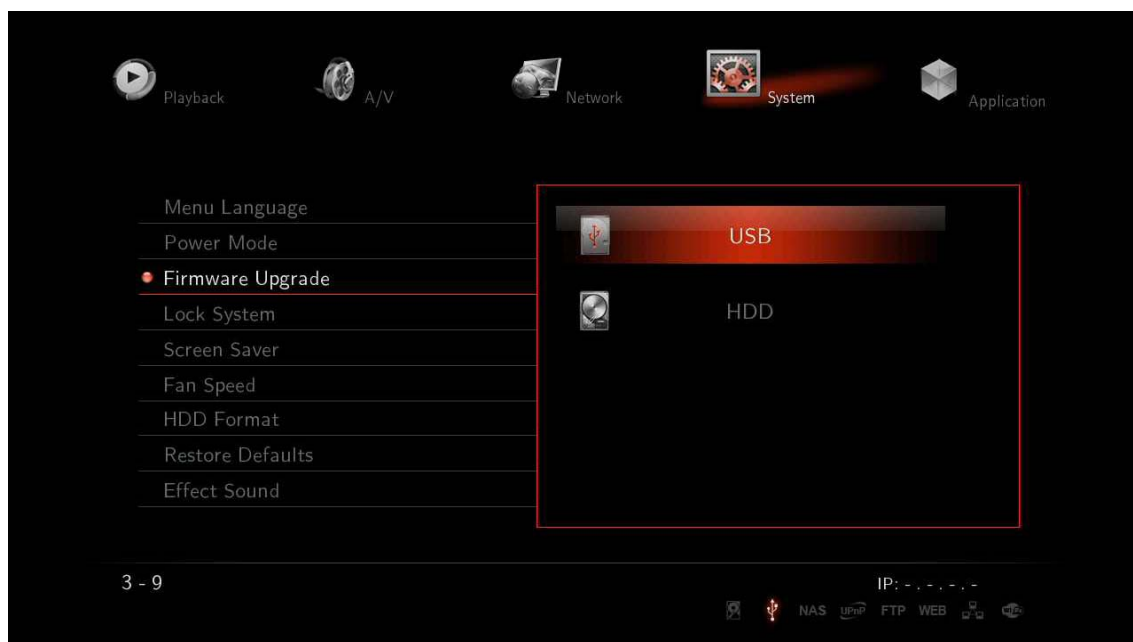 Playback
A/V
Network
System
Application
Menu Language
Power Mode
Firmware Upgrade
Lock System
Screen Saver
Fan Speed
HDD Format
Restore Defaults
Effect Sound
USB
HDD
3 - 9
IP: - . - . - . -
NAS UPnP FTP WEB